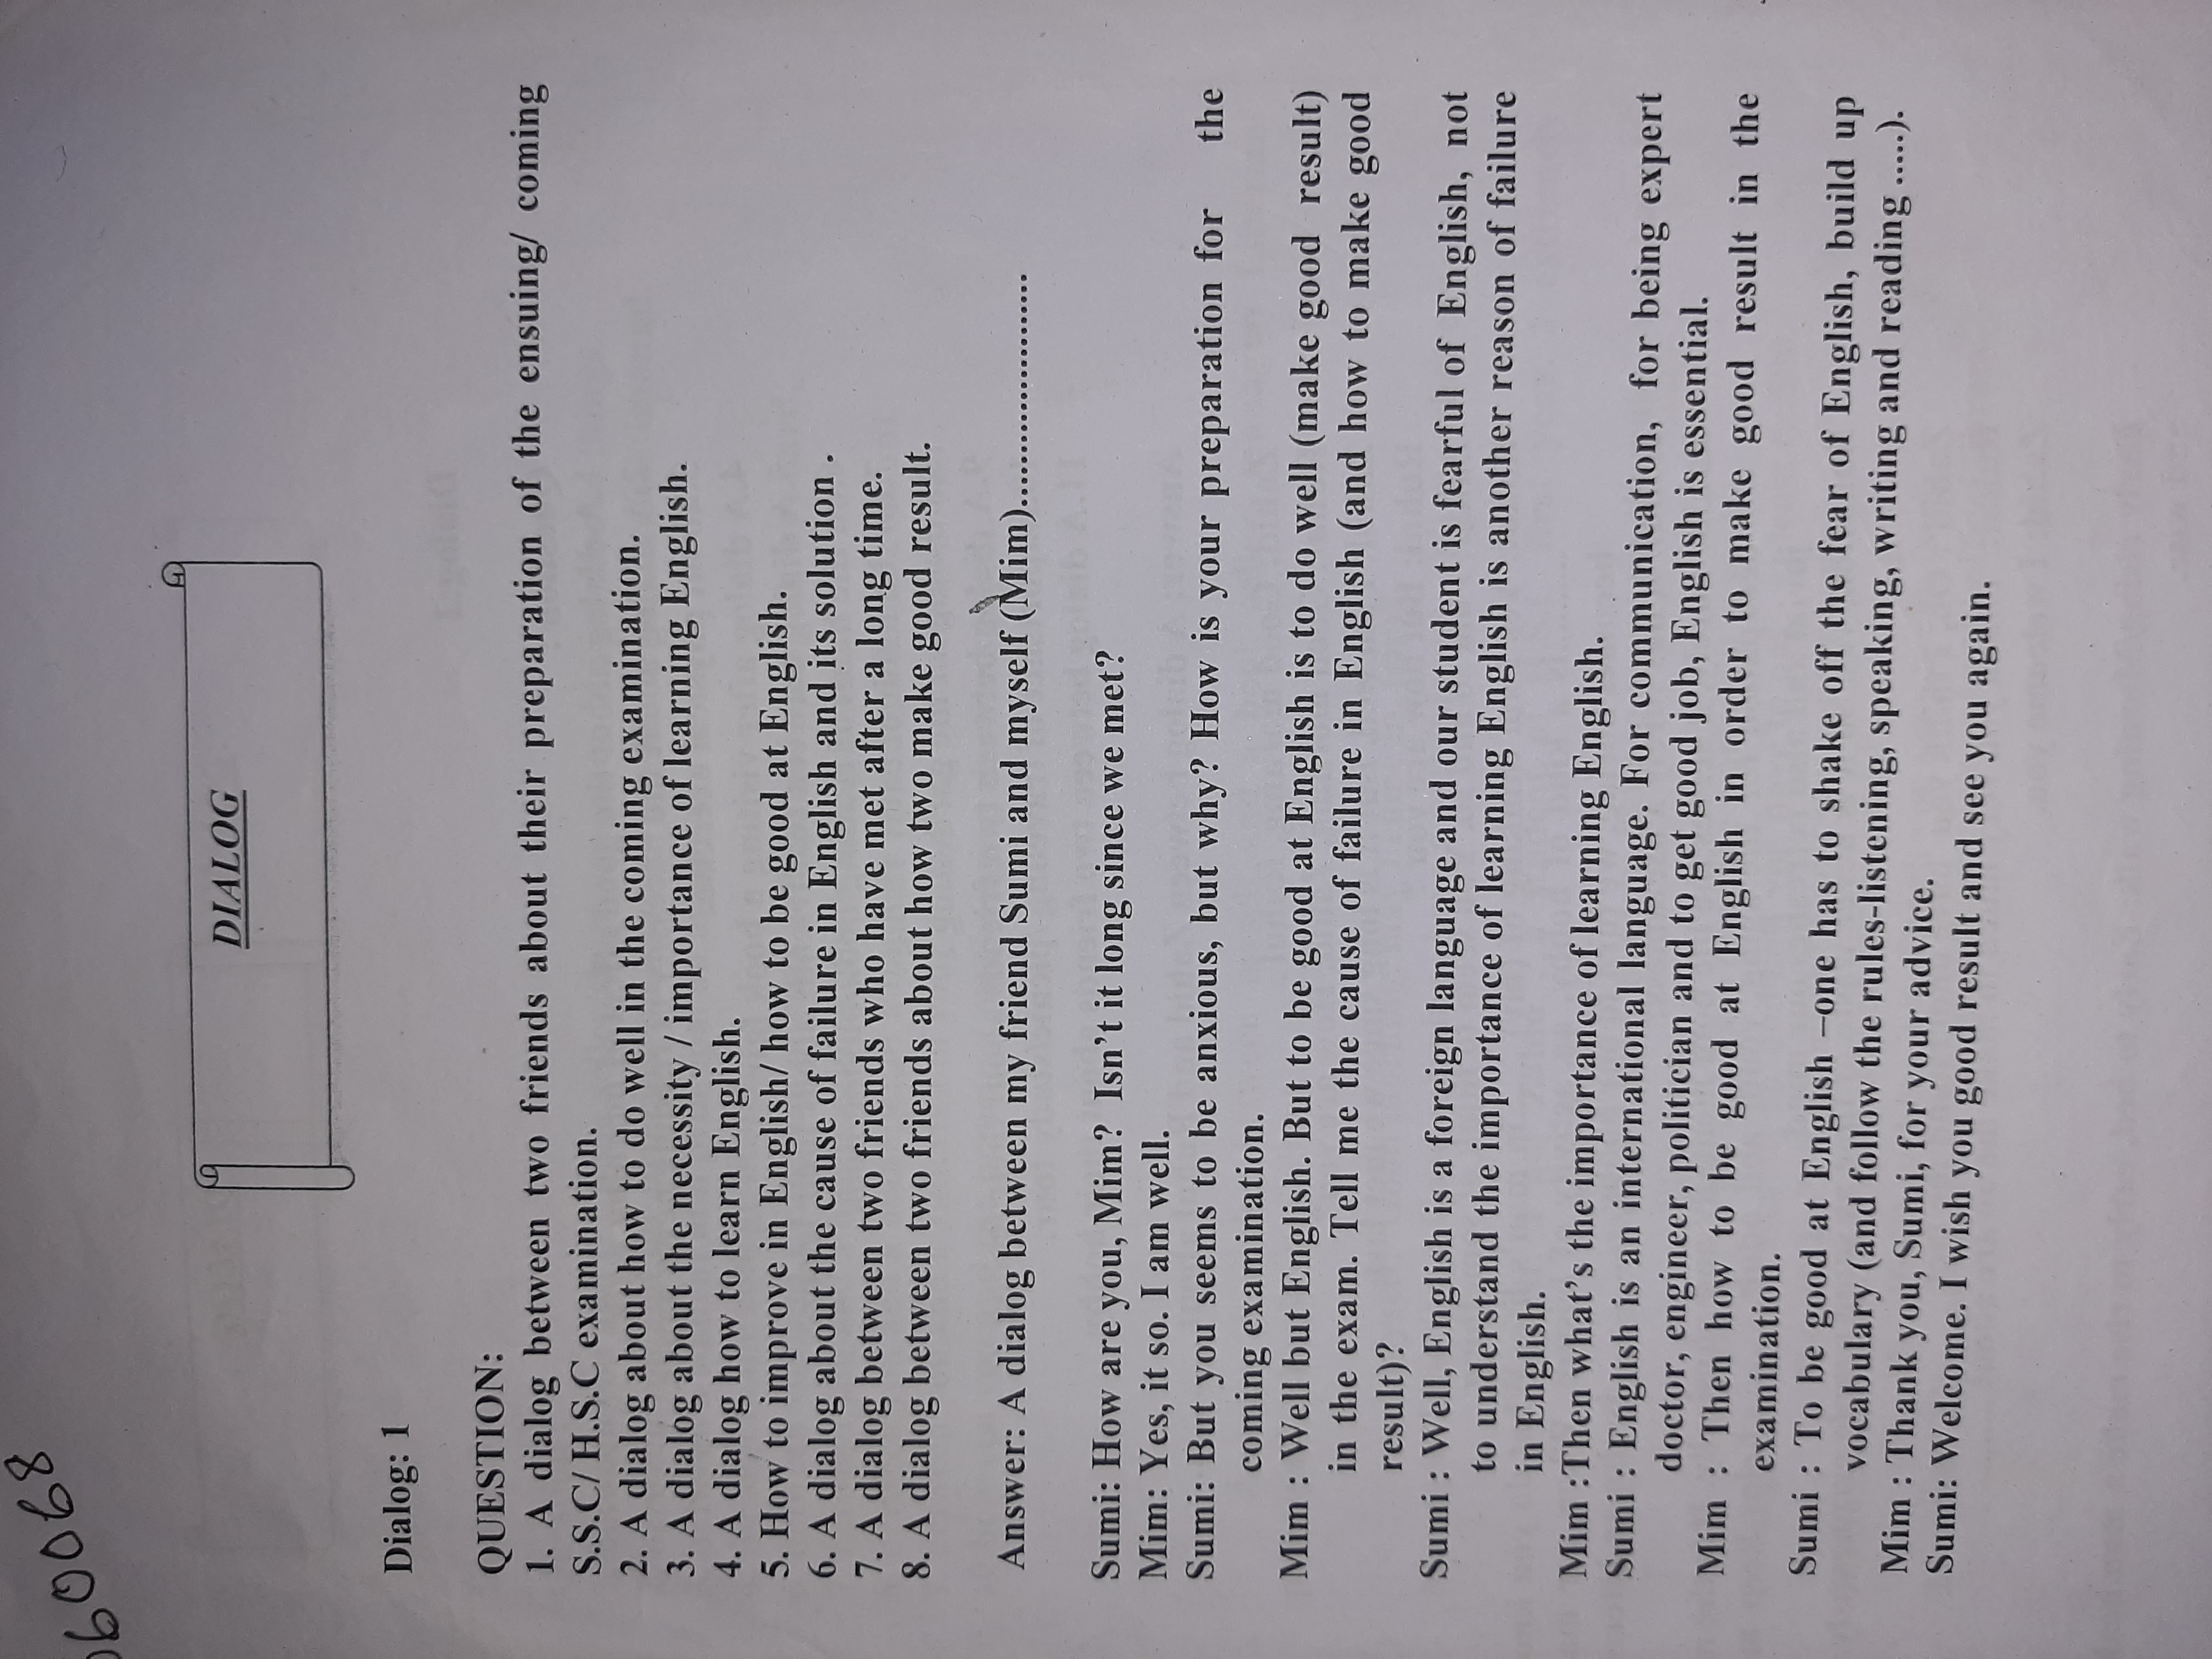 60068
DIALOG
Dialog: 1
QUESTION:
1. A dialog between two friends about their preparation of the ensuing/ coming
S.S.C/ H.S.C examination.
2. A dialog about how to do well in the coming examination.
3. A dialog about the necessity / importance of learning English.
4. A dialog how to learn English.
5. How to improve in English/ how to be good at English.
6. A dialog about the cause of failure in English and its solution .
7. A dialog between two friends who have met after a long time.
8. A dialog between two friends about how two make good result.
Answer: A dialog between my friend Sumi and myself (Mim)......................
Sumi: How are you, Mim? Isn't it long since we met?
Mim: Yes, it so. I am well.
Sumi: But you seems to be anxious, but why? How is your preparation for the
coming examination.
Mim : Well but English. But to be good at English is to do well (make good result)
in the exam. Tell me the cause of failure in English (and how to make good
result)?
Sumi : Well, English is a foreign language and our student is fearful of English, not
to understand the importance of learning English is another reason of failure
in English.
Mim :Then what's the importance of learning English.
Sumi : English is an international language. For communication, for being expert
doctor, engineer, politician and to get good job, English is essential.
Mim : Then how to be good at English in order to make good result in the
examination.
Sumi : To be good at English –one has to shake off the fear of English, build up
vocabulary (and follow the rules-listening, speaking, writing and reading .....).
Mim : Thank you, Sumi, for your advice.
Sumi: Welcome. I wish you good result and see you again.